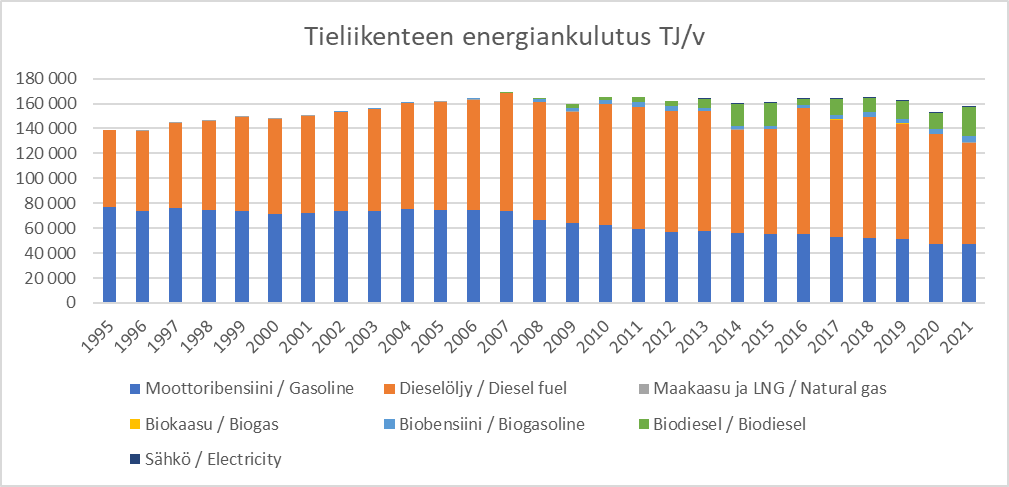 Tieliikenteen energiankulutus TJ/v
180 000
160 000
140 000
120 000
100 000
80 000
60 000
40 000
20 000
0
1995 1996 1997 1998 1999 2000 2001 2002 2003 2004 2005 2006 2007 2008 2009 2010 2011 2012 2013 2014 2015 2016 2017 2018 2019 2020 2021
Moottoribensiini / Gasoline Dieselöljy / Diesel fuel Maakaasu ja LNG / Natural gas
Biokaasu / Biogas Biobensiini / Biogasoline Biodiesel / Biodiesel
Sähkö / Electricity